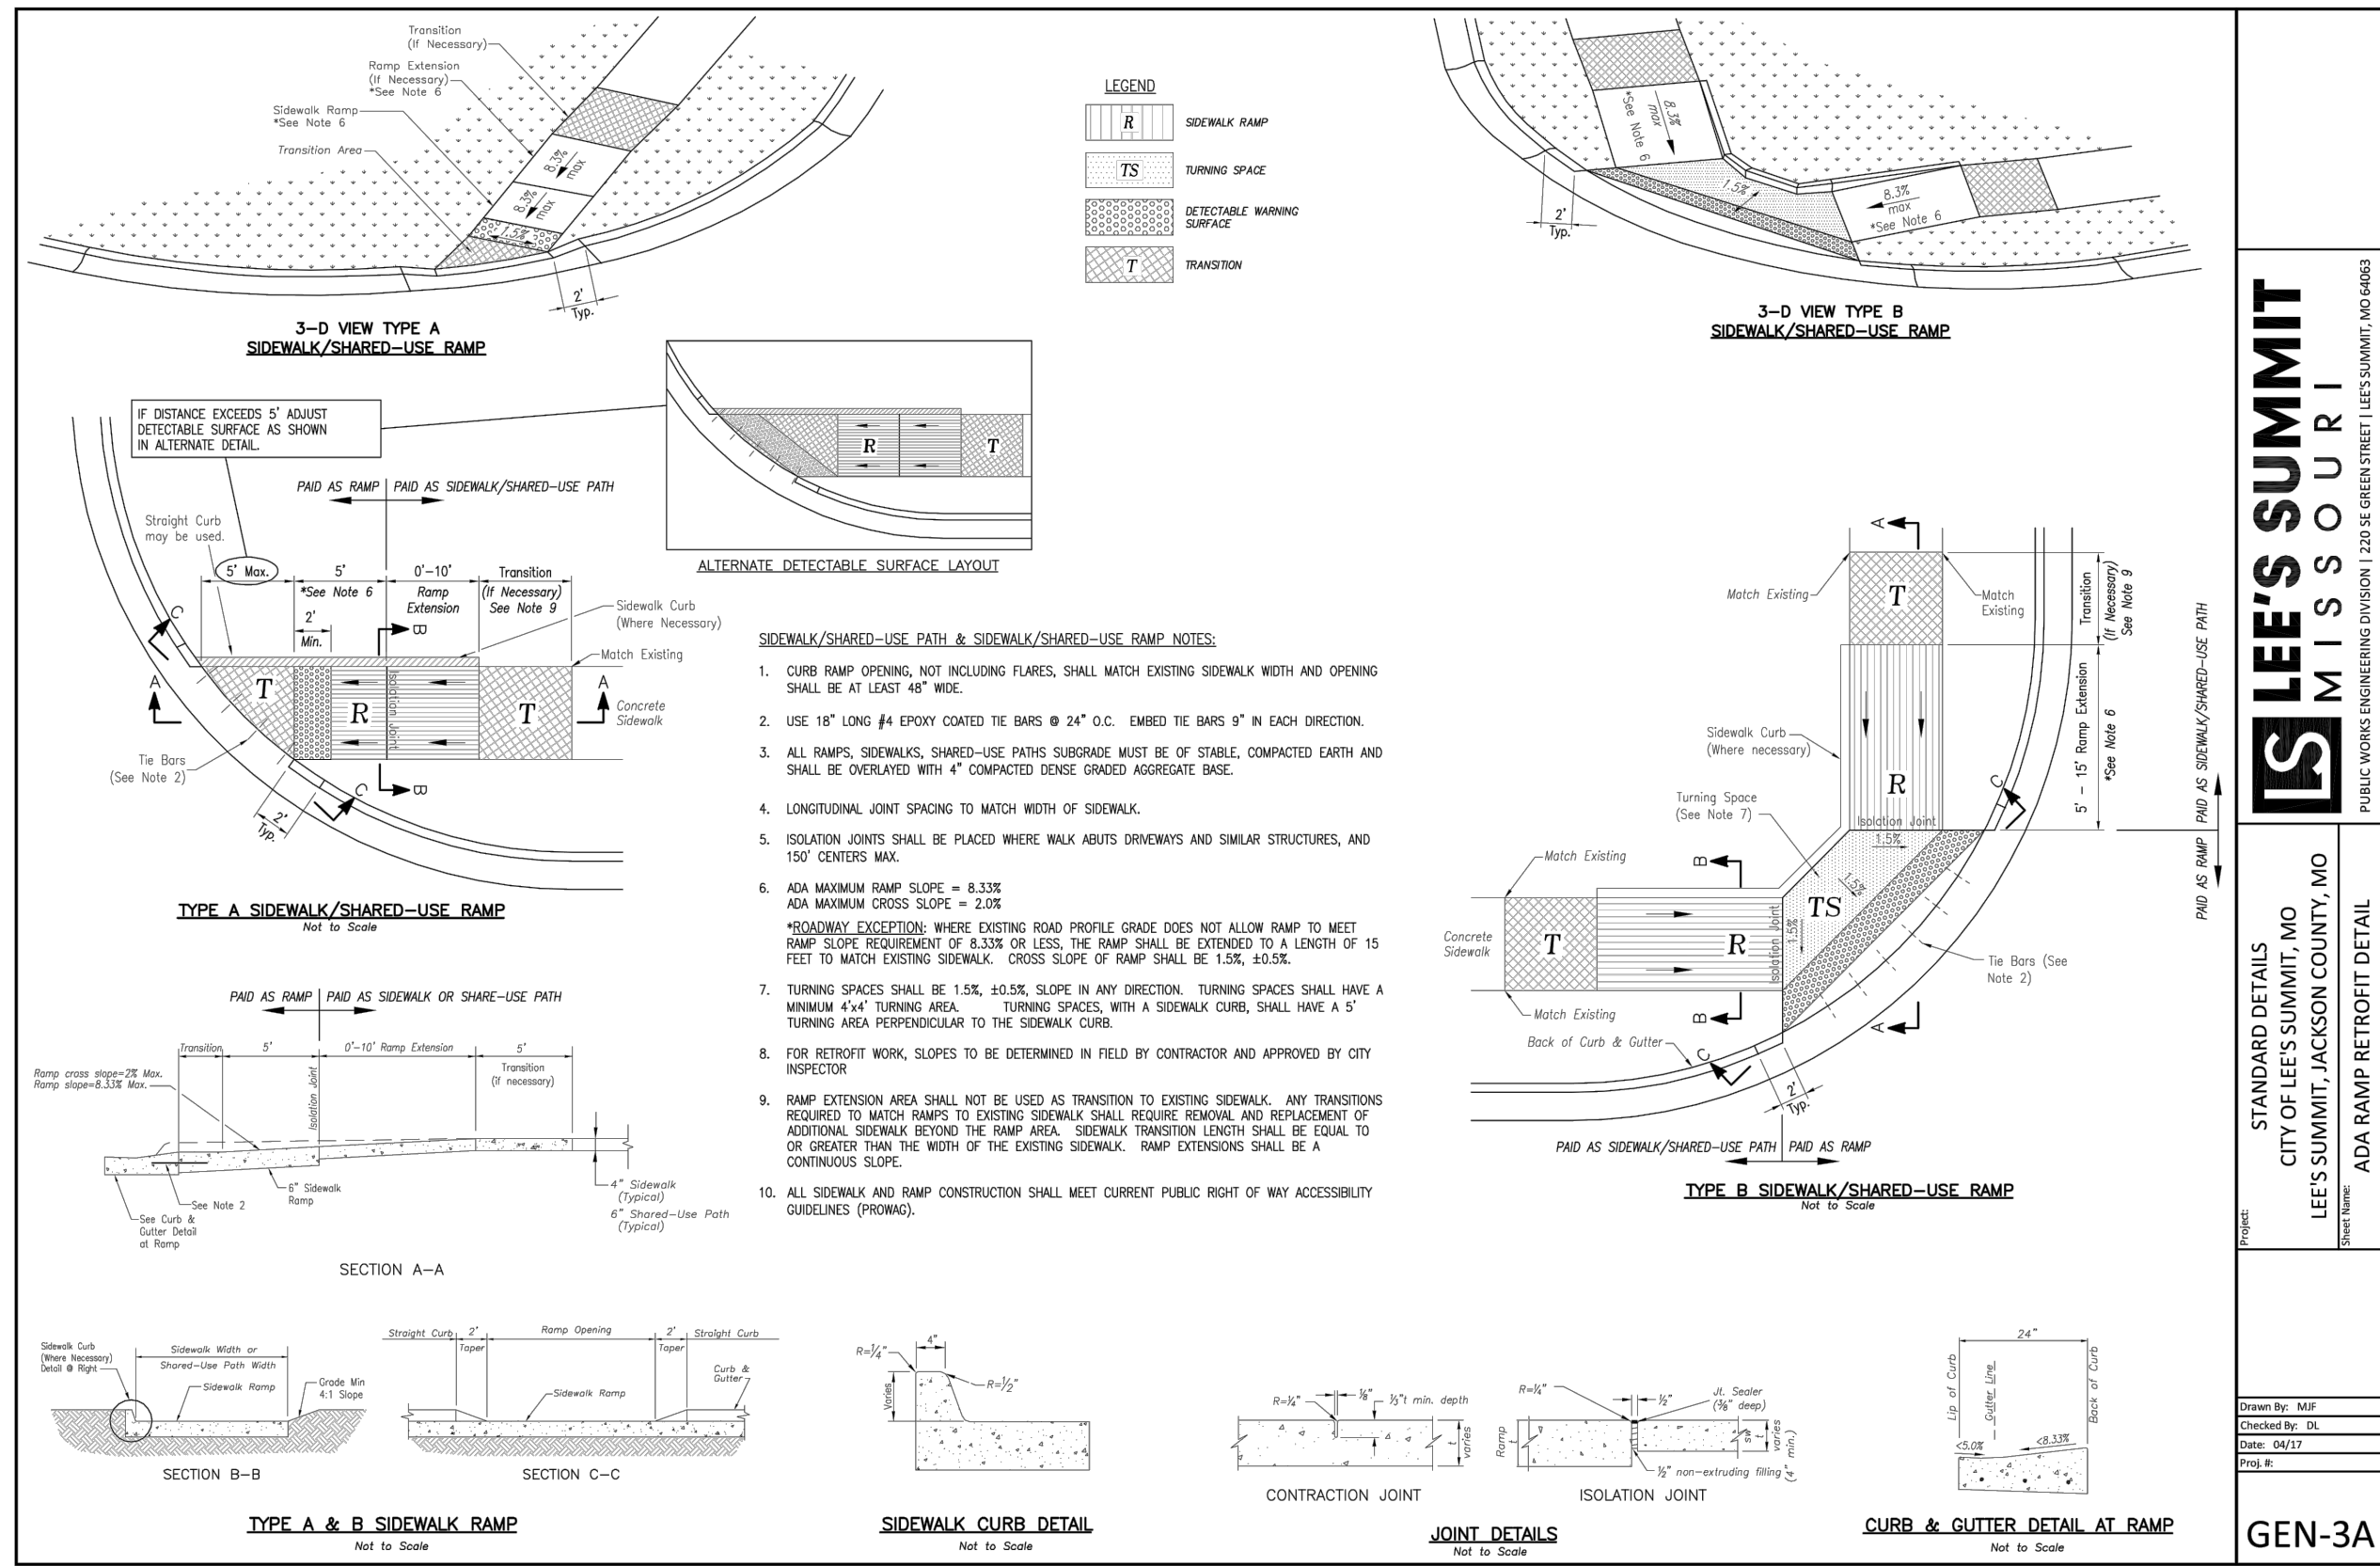 Transition
(If Necessary)
Ramp Extension
(If Necessary)
*See Note 6
Sidewalk Ramp
*See Note 6
Transition Area
8.3%
max
8.3%
max
1.5%
2'
Typ.
3-D VIEW TYPE A
SIDEWALK/SHARED-USE RAMP
LEGEND
R
SIDEWALK RAMP
TS
TURNING SPACE
DETECTABLE WARNING
SURFACE
T
TRANSITION
8.3%
max
*See Note 6
1.5%
8.3%
max
*See Note 6
2'
Typ.
3-D VIEW TYPE B
SIDEWALK/SHARED-USE RAMP
IF DISTANCE EXCEEDS 5' ADJUST
DETECTABLE SURFACE AS SHOWN
IN ALTERNATE DETAIL.
R
T
ALTERNATE DETECTABLE SURFACE LAYOUT
PAID AS RAMP
PAID AS SIDEWALK/SHARED-USE PATH
Straight Curb
may be used.
5' Max.
5'
*See Note 6
0'-10'
Ramp
Extension
Transition
(If Necessary)
See Note 9
2'
Min.
B
Sidewalk Curb
(Where Necessary)
Match Existing
C
A
T
R
Isolation Joint
T
A
Concrete
Sidewalk
Tie Bars
(See Note 2)
C
B
2'
Typ.
TYPE A SIDEWALK/SHARED-USE RAMP
Not to Scale
SIDEWALK/SHARED-USE PATH & SIDEWALK/SHARED-USE RAMP NOTES:
1. CURB RAMP OPENING, NOT INCLUDING FLARES, SHALL MATCH EXISTING SIDEWALK WIDTH AND OPENING
SHALL BE AT LEAST 48" WIDE.
2. USE 18" LONG #4 EPOXY COATED TIE BARS @ 24" O.C. EMBED TIE BARS 9" IN EACH DIRECTION.
3. ALL RAMPS, SIDEWALKS, SHARED-USE PATHS SUBGRADE MUST BE OF STABLE, COMPACTED EARTH AND
SHALL BE OVERLAYED WITH 4" COMPACTED DENSE GRADED AGGREGATE BASE.
4. LONGITUDINAL JOINT SPACING TO MATCH WIDTH OF SIDEWALK.
5. ISOLATION JOINTS SHALL BE PLACED WHERE WALK ABUTS DRIVEWAYS AND SIMILAR STRUCTURES, AND
150' CENTERS MAX.
6. ADA MAXIMUM RAMP SLOPE = 8.33%
ADA MAXIMUM CROSS SLOPE = 2.0%
*ROADWAY EXCEPTION: WHERE EXISTING ROAD PROFILE GRADE DOES NOT ALLOW RAMP TO MEET
RAMP SLOPE REQUIREMENT OF 8.33% OR LESS, THE RAMP SHALL BE EXTENDED TO A LENGTH OF 15
FEET TO MATCH EXISTING SIDEWALK. CROSS SLOPE OF RAMP SHALL BE 1.5%, ±0.5%.
7. TURNING SPACES SHALL BE 1.5%, ±0.5%, SLOPE IN ANY DIRECTION. TURNING SPACES SHALL HAVE A
MINIMUM 4'x4' TURNING AREA. TURNING SPACES, WITH A SIDEWALK CURB, SHALL HAVE A 5'
TURNING AREA PERPENDICULAR TO THE SIDEWALK CURB.
8. FOR RETROFIT WORK, SLOPES TO BE DETERMINED IN FIELD BY CONTRACTOR AND APPROVED BY CITY
INSPECTOR
9. RAMP EXTENSION AREA SHALL NOT BE USED AS TRANSITION TO EXISTING SIDEWALK. ANY TRANSITIONS
REQUIRED TO MATCH RAMPS TO EXISTING SIDEWALK SHALL REQUIRE REMOVAL AND REPLACEMENT OF
ADDITIONAL SIDEWALK BEYOND THE RAMP AREA. SIDEWALK TRANSITION LENGTH SHALL BE EQUAL TO
OR GREATER THAN THE WIDTH OF THE EXISTING SIDEWALK. RAMP EXTENSIONS SHALL BE A
CONTINUOUS SLOPE.
10. ALL SIDEWALK AND RAMP CONSTRUCTION SHALL MEET CURRENT PUBLIC RIGHT OF WAY ACCESSIBILITY
GUIDELINES (PROWAG).
A
Match Existing
T
Match
Existing
Transition
(If Necessary)
See Note 9
Sidewalk Curb
(Where necessary)
5' - 15' Ramp Extension
*See Note 6
PAID AS SIDEWALK/SHARED-USE PATH
PAID AS RAMP
R
C
Turning Space
(See Note 7)
Isolation Joint
1.5%
Match Existing
B
1.5%
TS
1.5%
Isolation Joint
Concrete
Sidewalk
T
R
Tie Bars (See
Note 2)
Match Existing
B
A
Back of Curb & Gutter
C
2'
Typ.
PAID AS SIDEWALK/SHARED-USE PATH
PAID AS RAMP
TYPE B SIDEWALK/SHARED-USE RAMP
Not to Scale
PAID AS RAMP
PAID AS SIDEWALK OR SHARE-USE PATH
Transition
5'
0'-10' Ramp Extension
5'
Transition
(if necessary)
Ramp cross slope=2% Max.
Ramp slope=8.33% Max.
Isolation Joint
6" Sidewalk
Ramp
See Note 2
See Curb &
Gutter Detail
at Ramp
4" Sidewalk
(Typical)
6" Shared-Use Path
(Typical)
SECTION A-A
Sidewalk Curb
(Where Necessary)
Detail @ Right
Sidewalk Width or
Shared-Use Path Width
Sidewalk Ramp
Grade Min
4:1 Slope
SECTION B-B
Straight Curb
2'
Taper
Ramp Opening
2'
Taper
Straight Curb
Curb &
Gutter
Sidewalk Ramp
SECTION C-C
TYPE A & B SIDEWALK RAMP
Not to Scale
4"
R=¼"
R=½"
Varies
SIDEWALK CURB DETAIL
Not to Scale
R=¼"
⅛"
⅓"t min. depth
t
varies
CONTRACTION JOINT
R=¼"
½"
Jt. Sealer
(⅜" deep)
Ramp
t
sw
t
varies
(4" min.)
½" non-extruding filling
ISOLATION JOINT
JOINT DETAILS
Not to Scale
24"
Lip of Curb
Gutter Line
Back of Curb
<5.0%
<8.33%
CURB & GUTTER DETAIL AT RAMP
Not to Scale
LS
LEE'S SUMMIT
MISSOURI
PUBLIC WORKS ENGINEERING DIVISION | 220 SE GREEN STREET | LEE'S SUMMIT, MO 64063
Project:
STANDARD DETAILS
CITY OF LEE'S SUMMIT, MO
LEE'S SUMMIT, JACKSON COUNTY, MO
Sheet Name:
ADA RAMP RETROFIT DETAIL
Drawn By: MJF
Checked By: DL
Date: 04/17
Proj. #:
GEN-3A